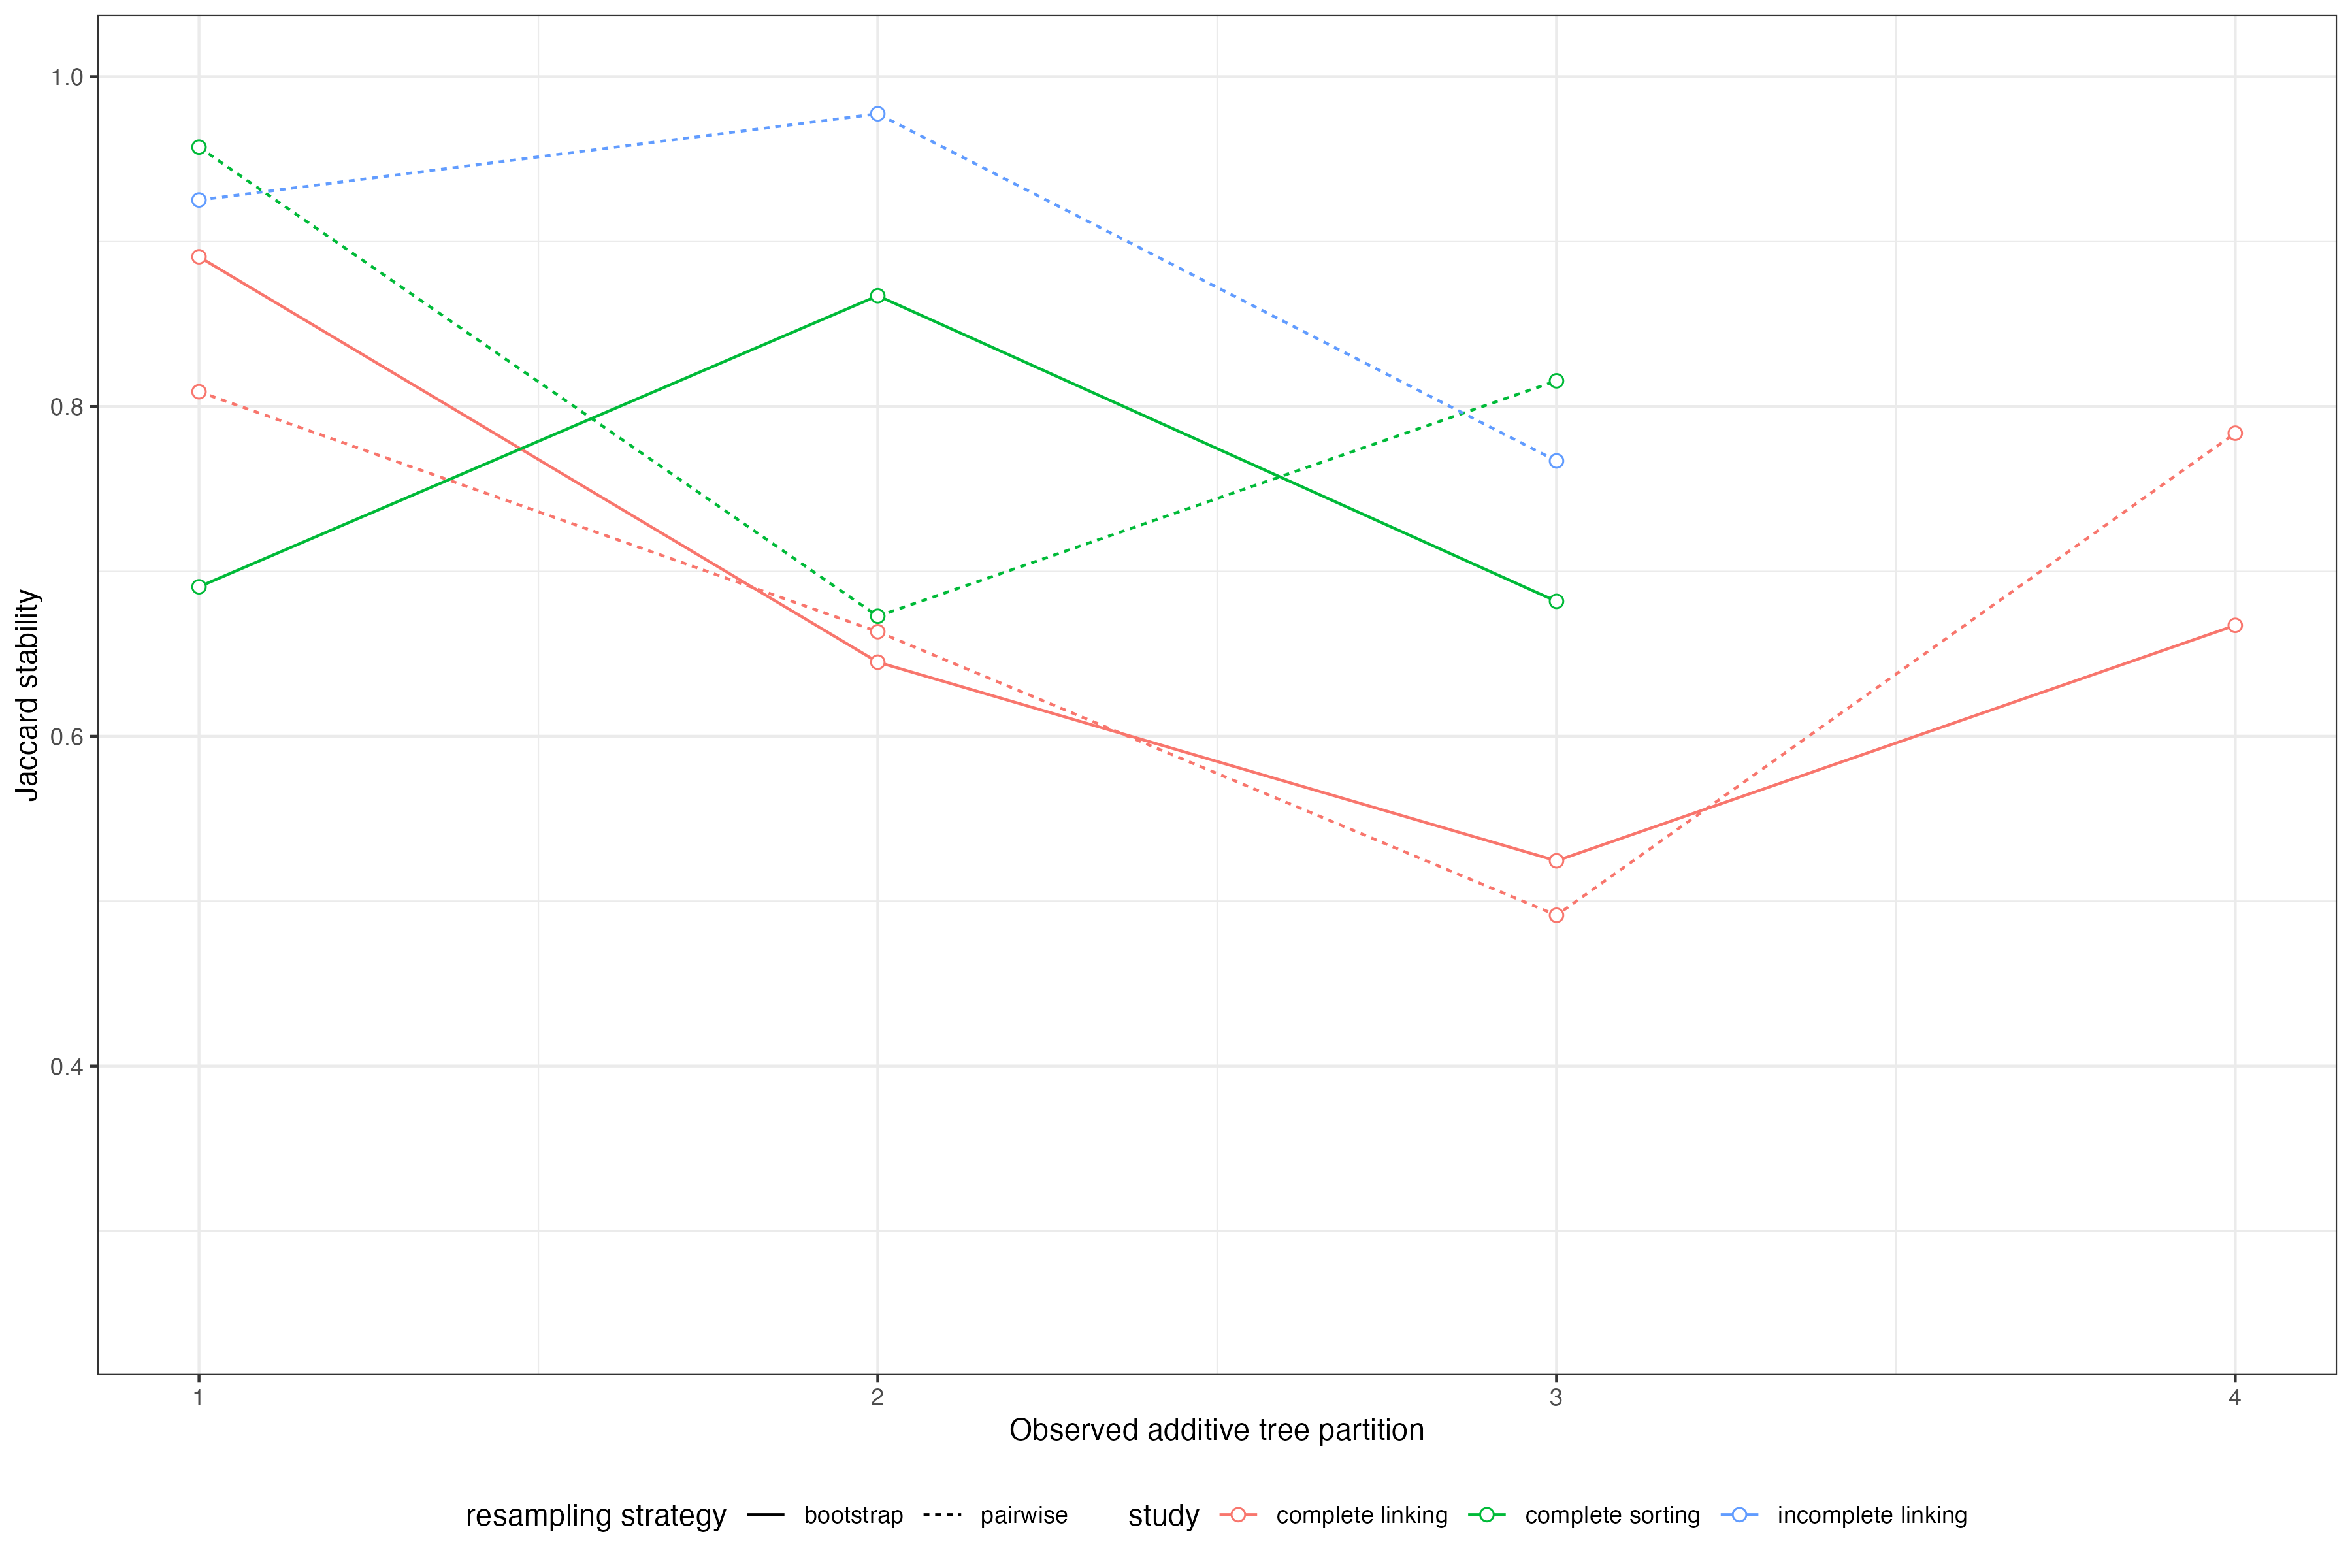 1.0
0.8
0.6
0.4
Jaccard stability
1 2 3 4
Observed additive tree partition
resampling strategy bootstrap pairwise study complete linking complete sorting incomplete linking